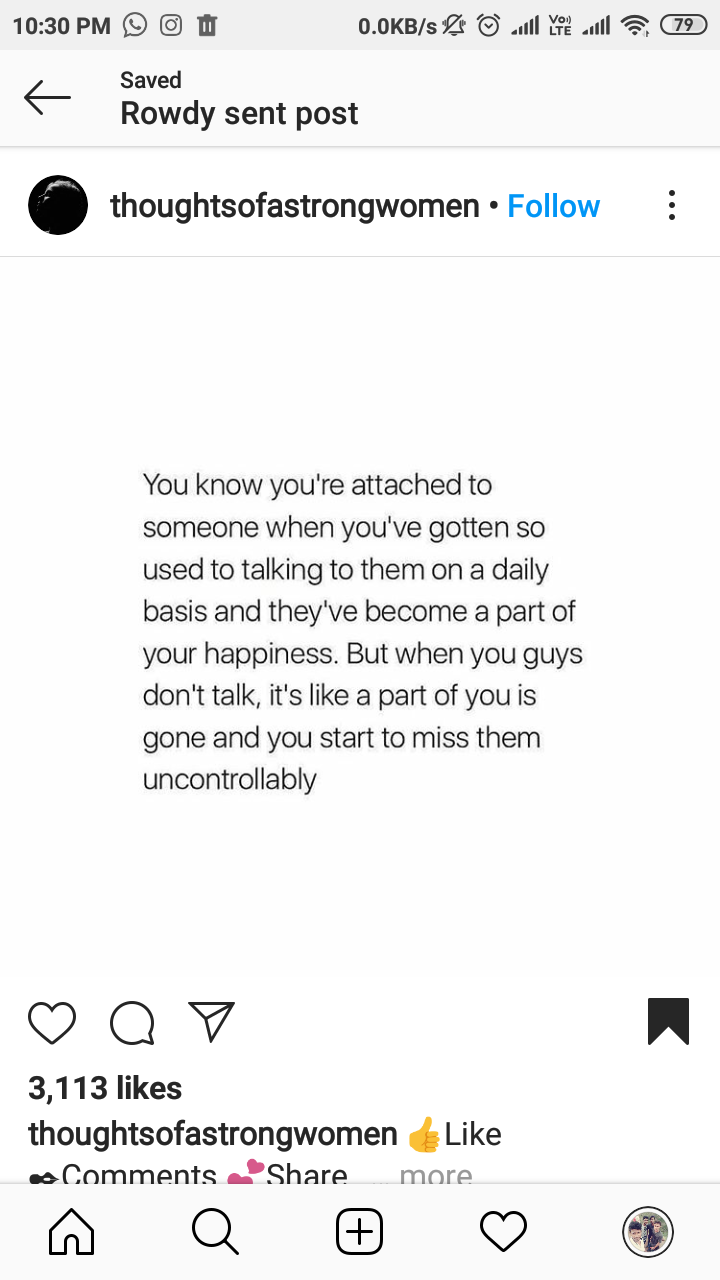 10:30 PM 0.0KB/s Vo) LTE 79
Saved
Rowdy sent post
thoughtsofastrongwomen • Follow
You know you're attached to
someone when you've gotten so
used to talking to them on a daily
basis and they've become a part of
your happiness. But when you guys
don't talk, it's like a part of you is
gone and you start to miss them
uncontrollably
3,113 likes
thoughtsofastrongwomen 👍Like
✒Comments 💕Share ... more